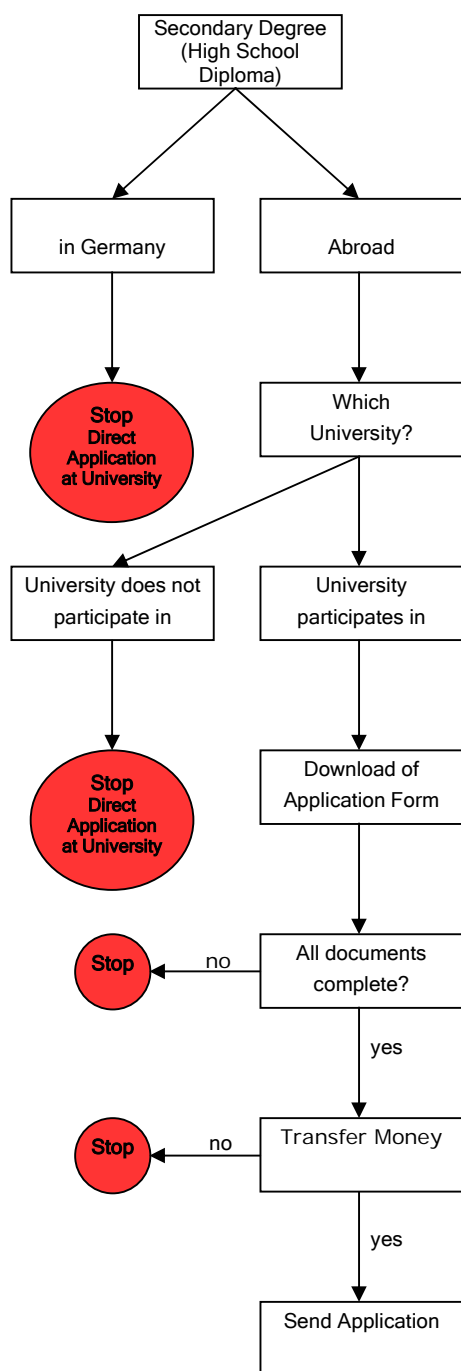 Secondary Degree
(High School
Diploma)
in Germany
Abroad
Stop
Direct
Application
at University
Which
University?
University does not
participate in
University
participates in
Stop
Direct
Application
at University
Download of
Application Form
Stop
no
All documents
complete?
yes
Stop
no
Transfer Money
yes
Send Application